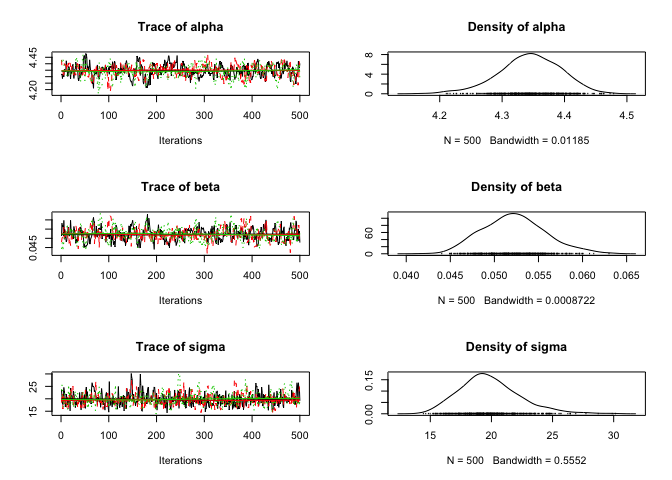 Trace of alpha
4.20 4.45
0 100 200 300 400 500
Iterations
Density of alpha
0 4 8
4.2 4.3 4.4 4.5
N = 500 Bandwidth = 0.01185
Trace of beta
0.045
0 100 200 300 400 500
Iterations
Density of beta
0 60
0.040 0.045 0.050 0.055 0.060 0.065
N = 500 Bandwidth = 0.0008722
Trace of sigma
15 25
0 100 200 300 400 500
Iterations
Density of sigma
0.00 0.15
15 20 25 30
N = 500 Bandwidth = 0.5552